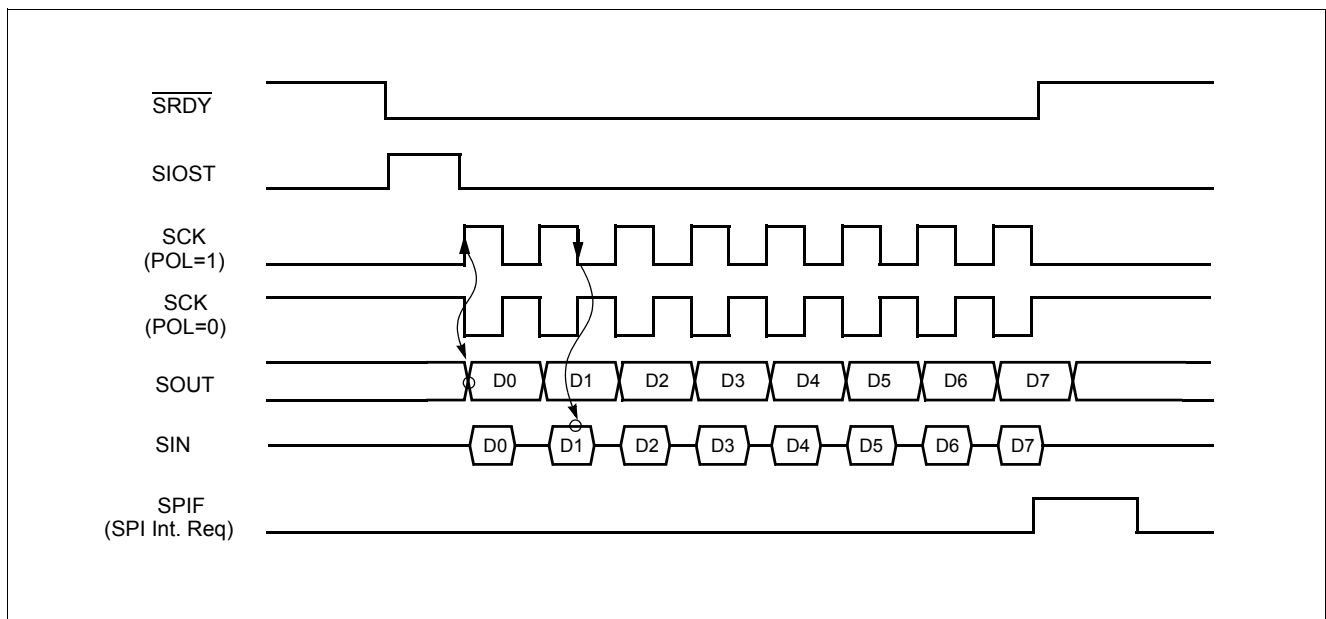 SRDY
SIOST
SCK
(POL=1)
SCK
(POL=0)
SOUT
D0 D1 D2 D3 D4 D5 D6 D7
SIN
D0 D1 D2 D3 D4 D5 D6 D7
SPIF
(SPI Int. Req)